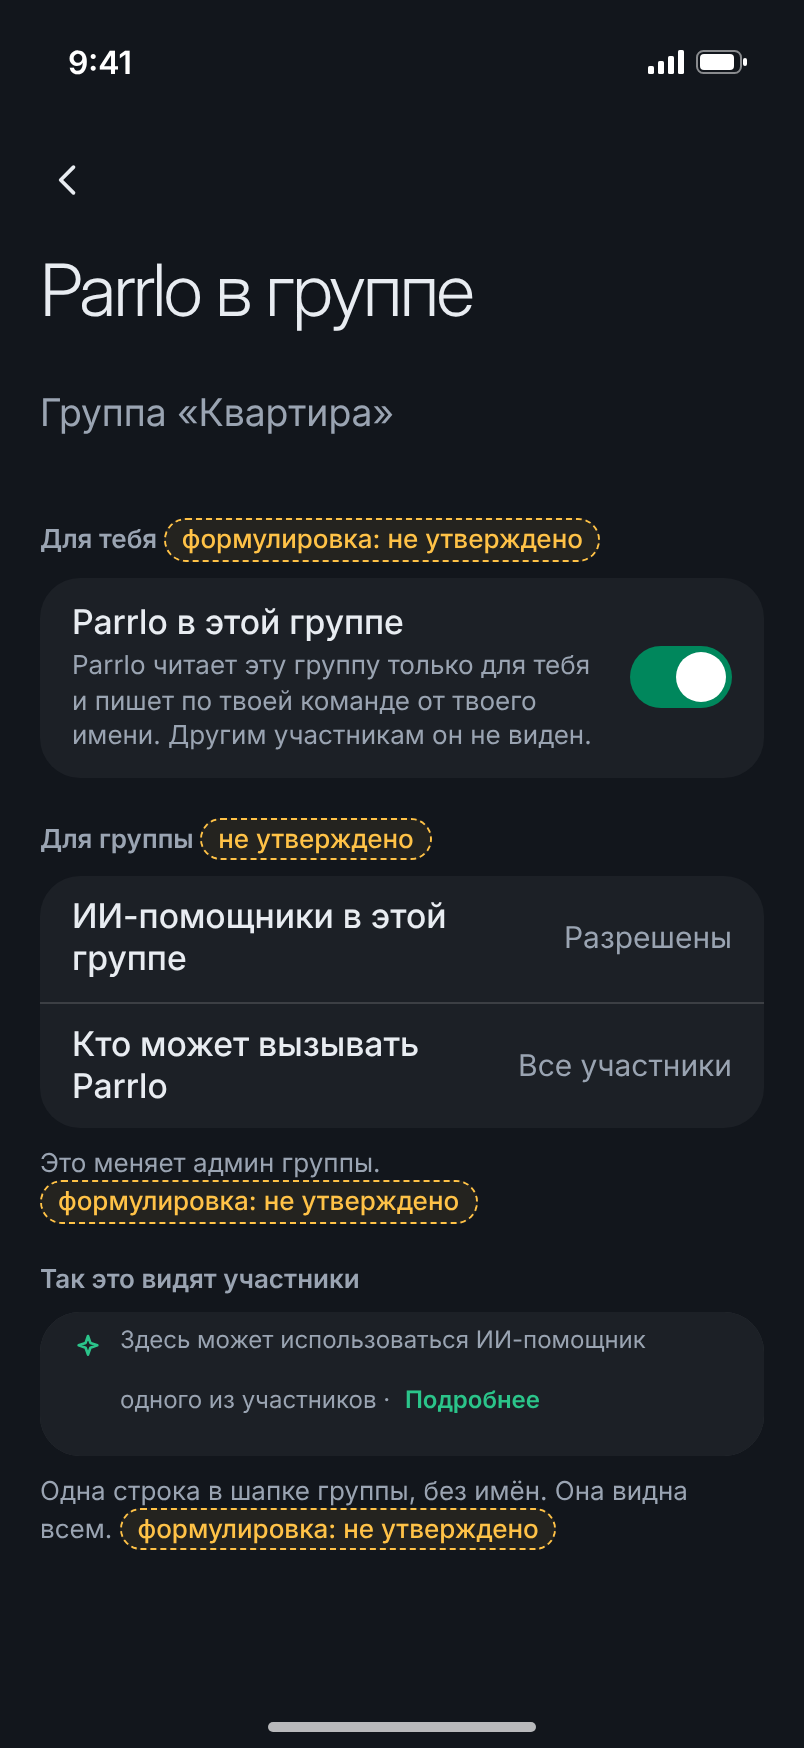 9:41
Parrlo в группе
Группа «Квартира»
Для тебя формулировка: не утверждено
Parrlo в этой группе
Parrlo читает эту группу только для тебя
и пишет по твоей команде от твоего
имени. Другим участникам он не виден.
Для группы не утверждено
ИИ-помощники в этой
группе
Разрешены
Кто может вызывать
Parrlo
Все участники
Это меняет админ группы.
формулировка: не утверждено
Так это видят участники
Здесь может использоваться ИИ-помощник
одного из участников · Подробнее
Одна строка в шапке группы, без имён. Она видна
всем. формулировка: не утверждено